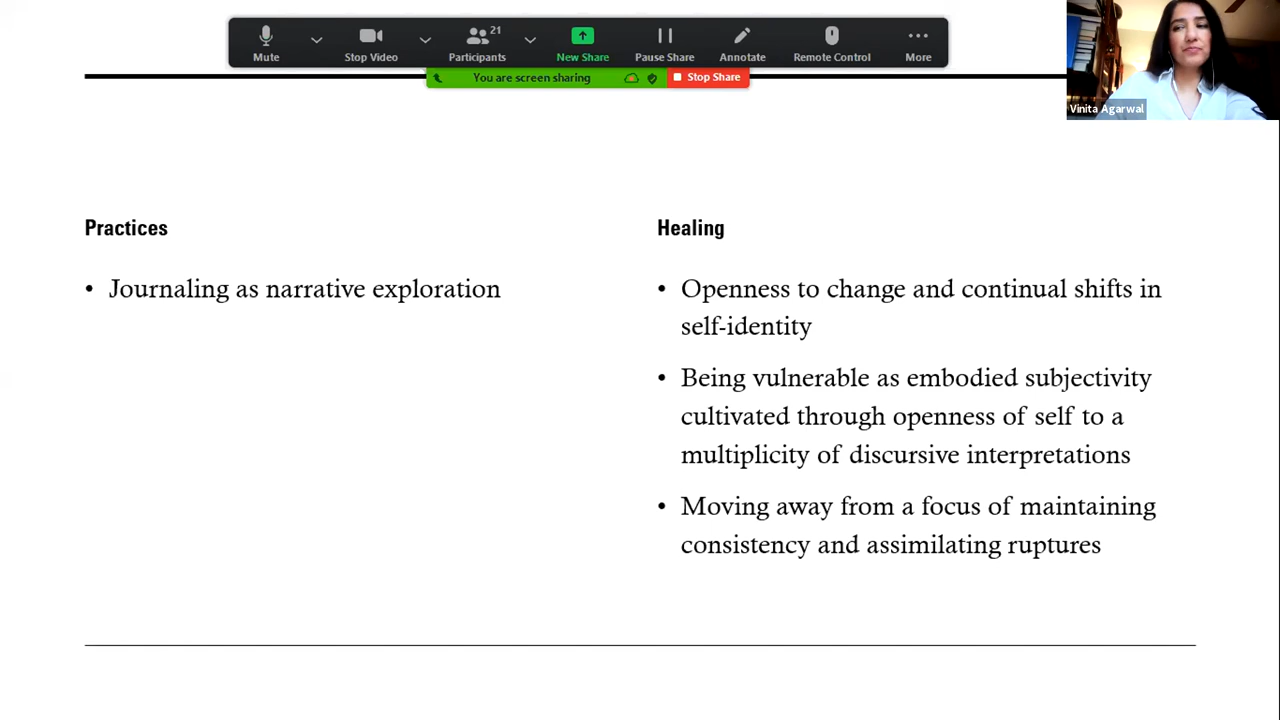 21
Mute
Stop Video
Participants
New Share
Pause Share
Annotate
Remote Control
More
You are screen sharing
Stop Share
Vinita Agarwal
Practices
• Journaling as narrative exploration
Healing
• Openness to change and continual shifts in
self-identity
• Being vulnerable as embodied subjectivity
cultivated through openness of self to a
multiplicity of discursive interpretations
• Moving away from a focus of maintaining
consistency and assimilating ruptures